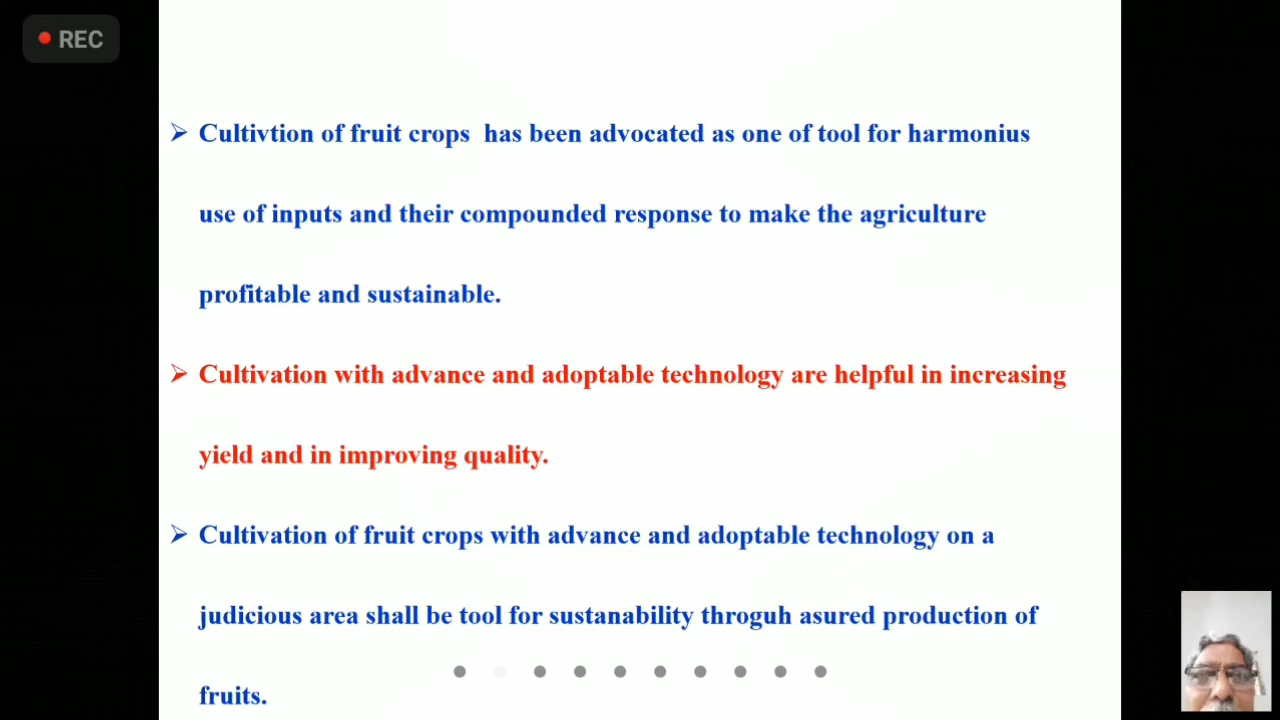 REC
Cultivtion of fruit crops has been advocated as one of tool for harmonius
use of inputs and their compounded response to make the agriculture
profitable and sustainable.
Cultivation with advance and adoptable technology are helpful in increasing
yield and in improving quality.
Cultivation of fruit crops with advance and adoptable technology on a
judicious area shall be tool for sustanability throguh asured production of
fruits.